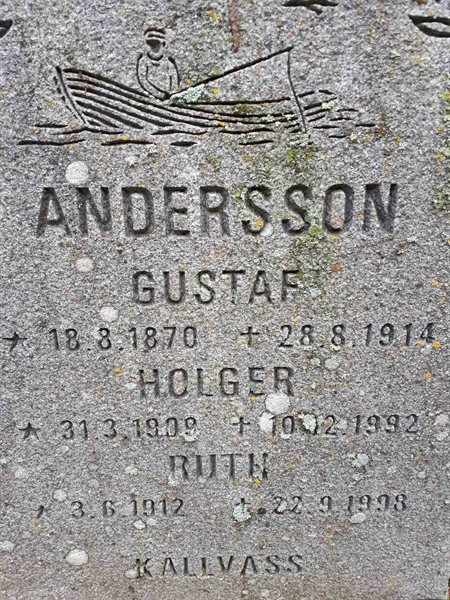 ANDERSSON
GUSTAF
★ 18.8.1870 ✝ 28.8.1914
HOLGER
★ 31.3.1909 ✝ 10.12.1992
RUTH
★ 3.6.1912 ✝ 22.9.1998
KALLVASS